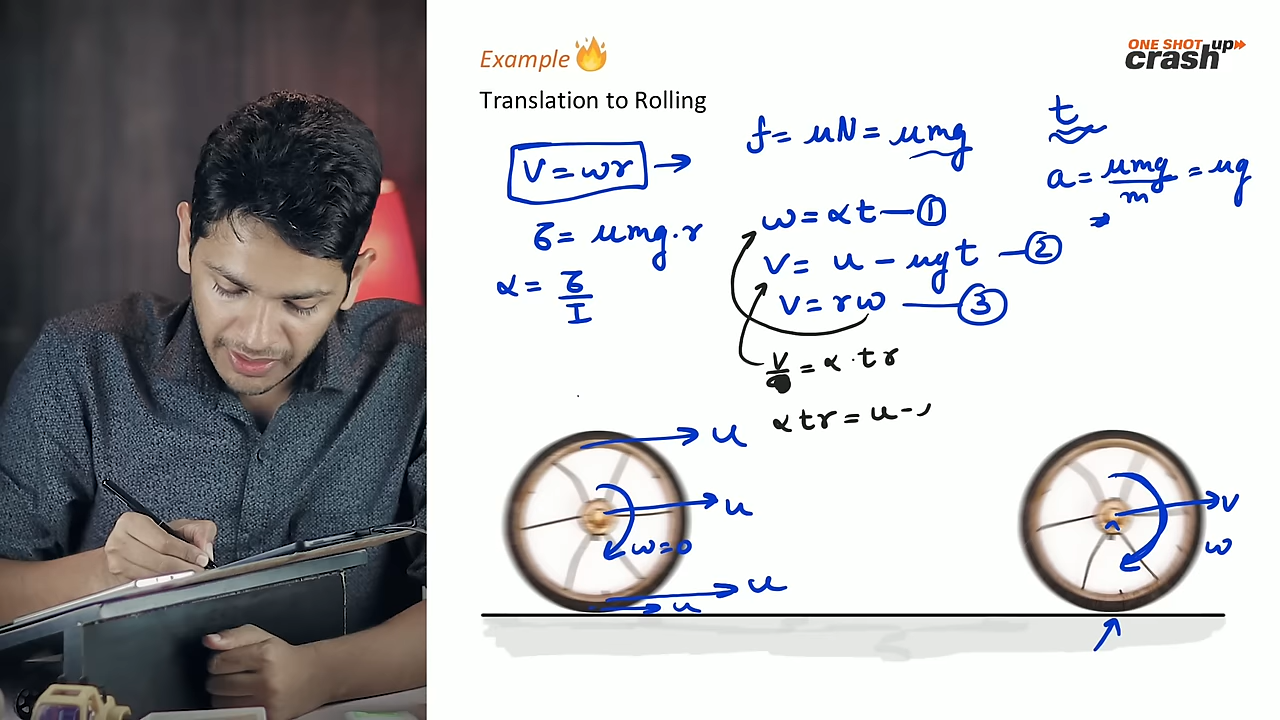 Example
ONE SHOT up
crash
Translation to Rolling
V = ωr →
f = μN = μmg
t
a = μmg/m = μg
τ = μmg·r
ω = αt — ①
α = τ/I
V = u - μgt — ②
V = rω — ③
V/ = α·tr
αtr = u -
u
u
ω=0
u
u
V
ω